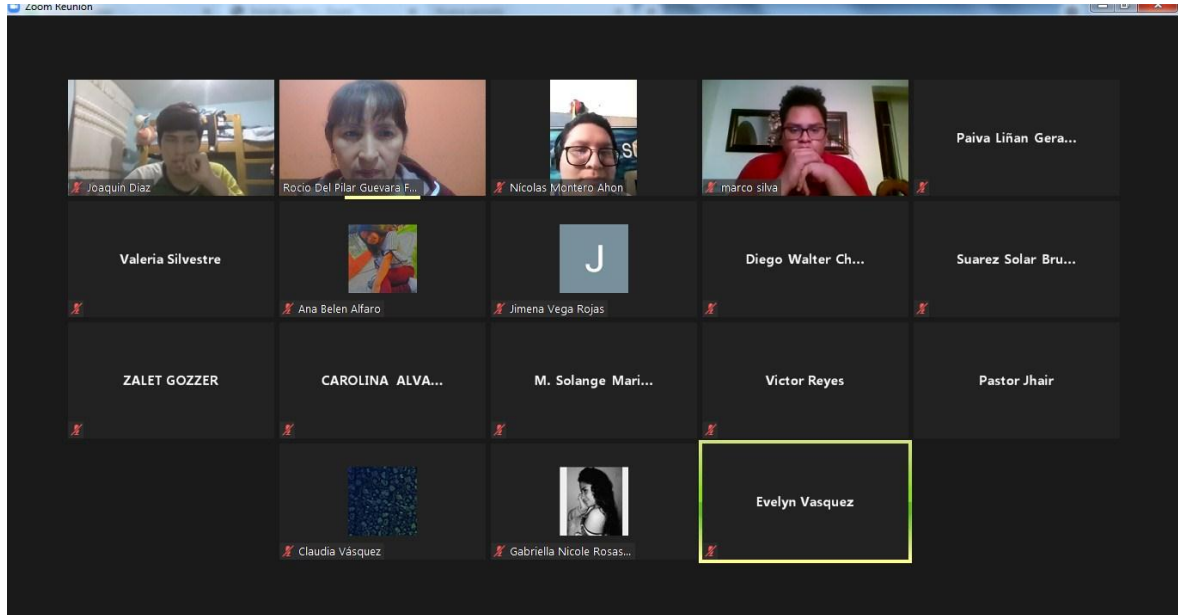 Zoom Reunión
Joaquin Diaz
Rocio Del Pilar Guevara F...
Nícolas Montero Ahon
marco silva
Paiva Liñan Gera...
Valeria Silvestre
Ana Belen Alfaro
J
Jimena Vega Rojas
Diego Walter Ch...
Suarez Solar Bru...
ZALET GOZZER
CAROLINA ALVA...
M. Solange Mari...
Victor Reyes
Pastor Jhair
Claudia Vásquez
Gabriella Nicole Rosas...
Evelyn Vasquez